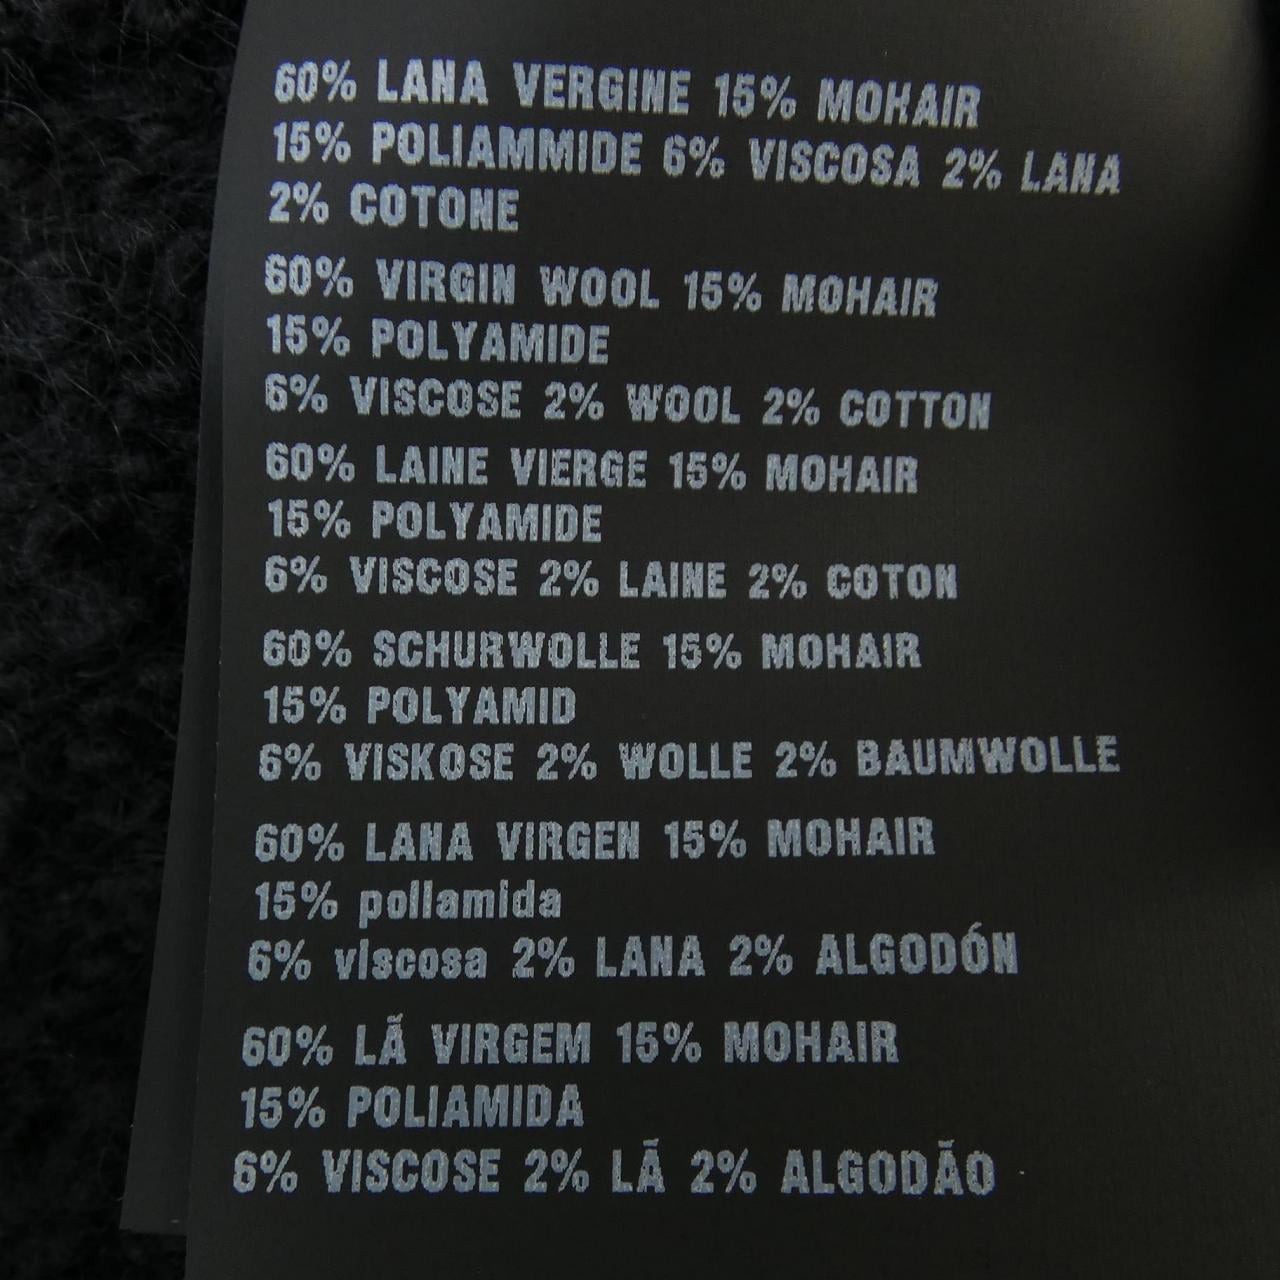 60% LANA VERGINE 15% MOHAIR
15% POLIAMMIDE 6% VISCOSA 2% LANA
2% COTONE
60% VIRGIN WOOL 15% MOHAIR
15% POLYAMIDE
6% VISCOSE 2% WOOL 2% COTTON
60% LAINE VIERGE 15% MOHAIR
15% POLYAMIDE
6% VISCOSE 2% LAINE 2% COTON
60% SCHURWOLLE 15% MOHAIR
15% POLYAMID
6% VISKOSE 2% WOLLE 2% BAUMWOLLE
60% LANA VIRGEN 15% MOHAIR
15% poliamida
6% viscosa 2% LANA 2% ALGODÓN
60% LÃ VIRGEM 15% MOHAIR
15% POLIAMIDA
6% VISCOSE 2% LÃ 2% ALGODÃO